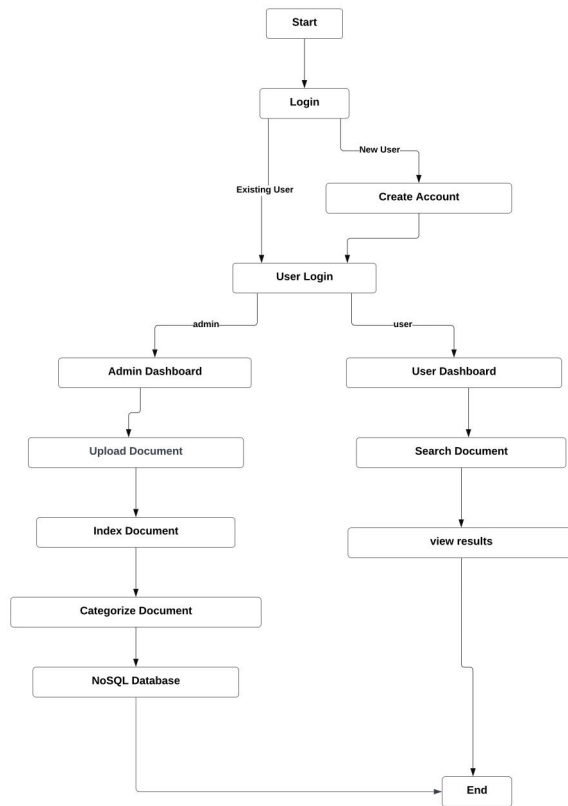 Start
Login
New User
Existing User
Create Account
User Login
admin
user
Admin Dashboard
User Dashboard
Upload Document
Search Document
Index Document
view results
Categorize Document
NoSQL Database
End